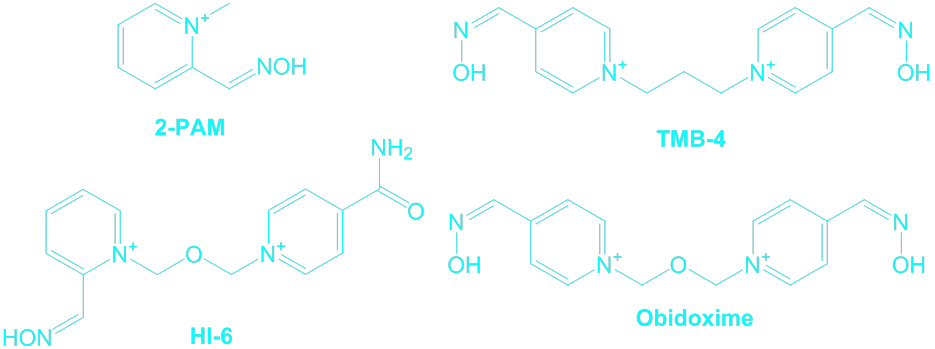 N+
NOH
2-PAM
N
OH
N+
N+
N
OH
TMB-4
NH2
O
N+
O
N+
HON
HI-6
N
OH
N+
O
N+
N
OH
Obidoxime